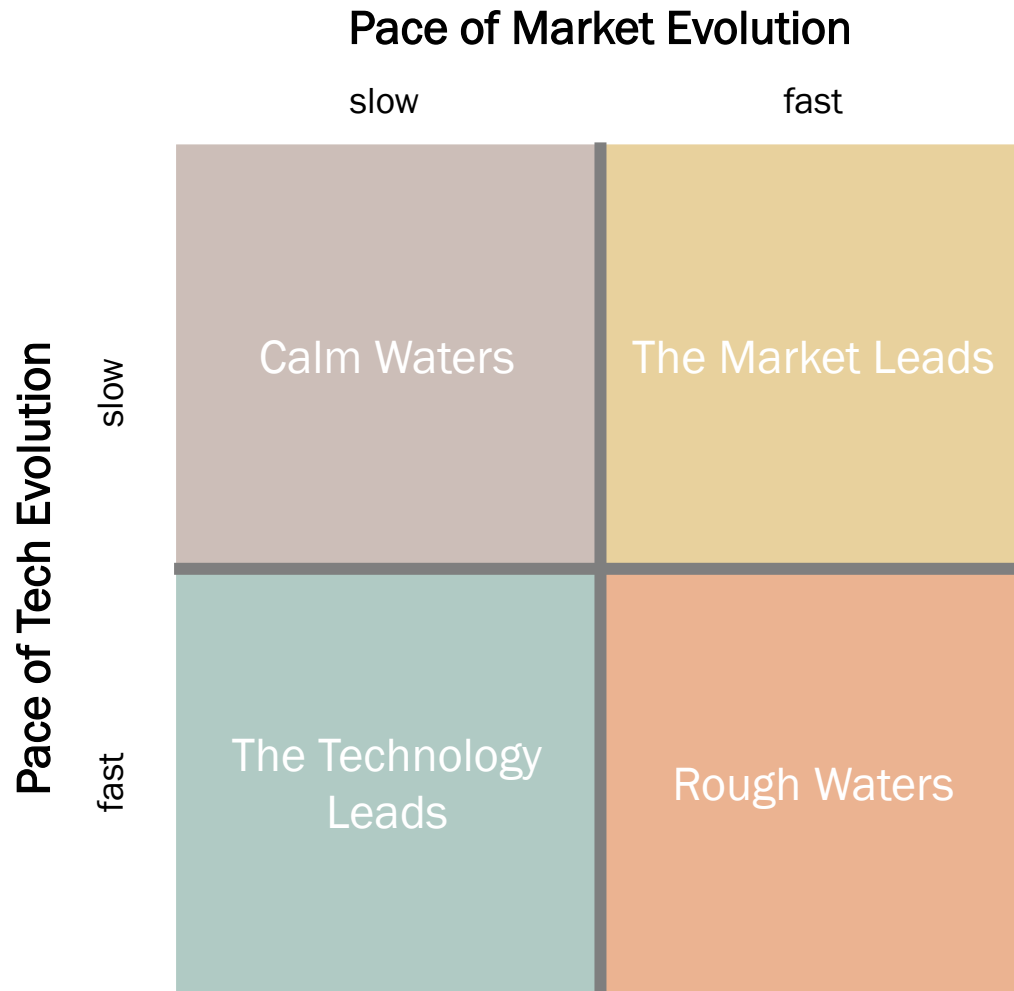 Pace of Market Evolution
slow
fast
Pace of Tech Evolution
slow
Calm Waters
The Market Leads
fast
The Technology
Leads
Rough Waters